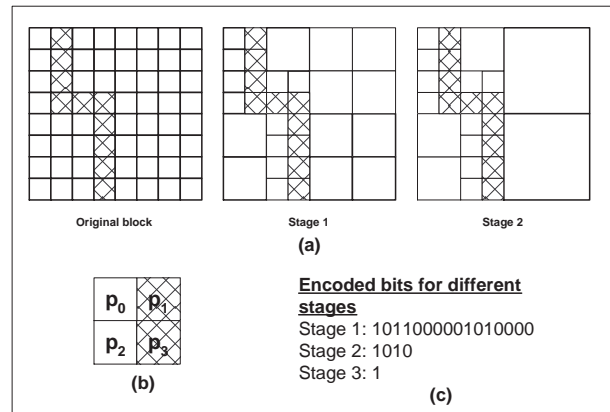 Original block
Stage 1
Stage 2
(a)
p0 p1
p2 p3
(b)
Encoded bits for different
stages
Stage 1: 1011000001010000
Stage 2: 1010
Stage 3: 1
(c)